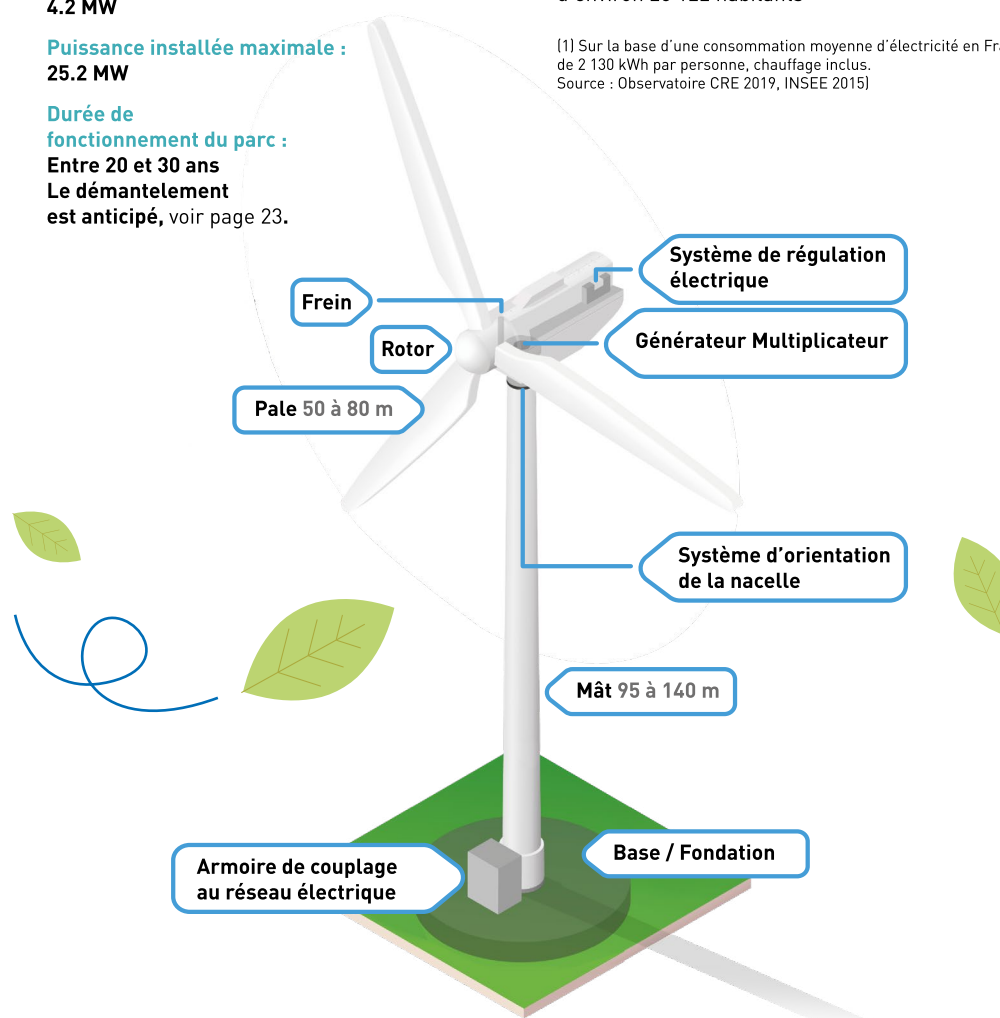 4.2 MW
Puissance installée maximale :
25.2 MW
Durée de
fonctionnement du parc :
Entre 20 et 30 ans
Le démantelement
est anticipé, voir page 23.
(1) Sur la base d'une consommation moyenne d'électricité en Fra
de 2 130 kWh par personne, chauffage inclus.
Source : Observatoire CRE 2019, INSEE 2015)
Système de régulation
électrique
Frein
Générateur Multiplicateur
Rotor
Pale 50 à 80 m
Système d'orientation
de la nacelle
Mât 95 à 140 m
Base / Fondation
Armoire de couplage
au réseau électrique